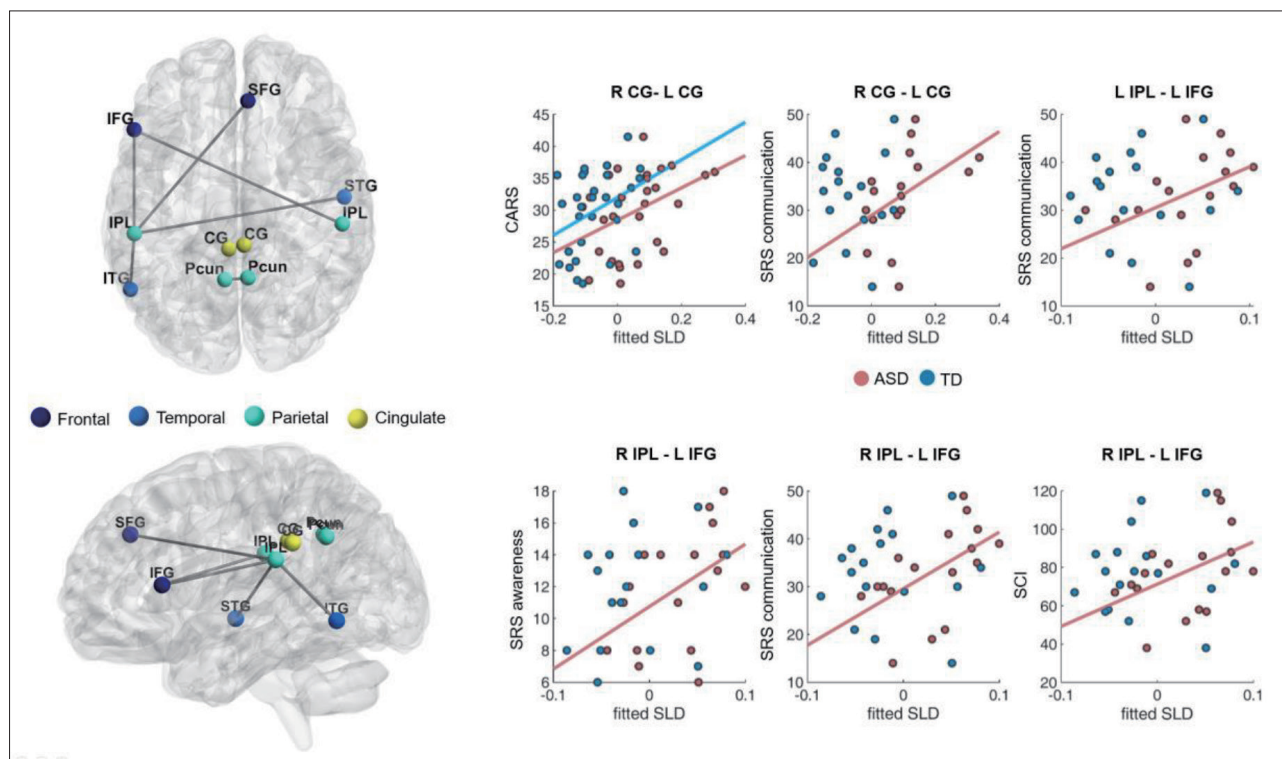 SFG
IFG
STG
IPL
IPL
CG
CG
Pcun
Pcun
ITG
Frontal
Temporal
Parietal
Cingulate
SFG
CG
CG
Pcun
Pcun
IPL
IPL
IFG
STG
ITG
R CG- L CG
45
40
35
30
25
20
15
CARS
-0.2
0
0.2
0.4
fitted SLD
R CG - L CG
50
40
30
20
10
SRS communication
-0.2
0
0.2
0.4
fitted SLD
L IPL - L IFG
50
40
30
20
10
SRS communication
-0.1
0
0.1
fitted SLD
ASD
TD
R IPL - L IFG
18
16
14
12
10
8
6
SRS awareness
-0.1
0
0.1
fitted SLD
R IPL - L IFG
50
40
30
20
10
SRS communication
-0.1
0
0.1
fitted SLD
R IPL - L IFG
120
100
80
60
40
20
SCI
-0.1
0
0.1
fitted SLD